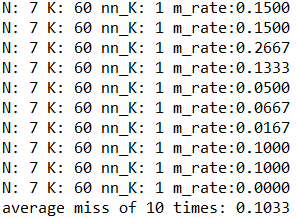 N: 7 K: 60 nn_K: 1 m_rate:0.1500
N: 7 K: 60 nn_K: 1 m_rate:0.1500
N: 7 K: 60 nn_K: 1 m_rate:0.2667
N: 7 K: 60 nn_K: 1 m_rate:0.1333
N: 7 K: 60 nn_K: 1 m_rate:0.0500
N: 7 K: 60 nn_K: 1 m_rate:0.0667
N: 7 K: 60 nn_K: 1 m_rate:0.0167
N: 7 K: 60 nn_K: 1 m_rate:0.1000
N: 7 K: 60 nn_K: 1 m_rate:0.1000
N: 7 K: 60 nn_K: 1 m_rate:0.0000
average miss of 10 times: 0.1033